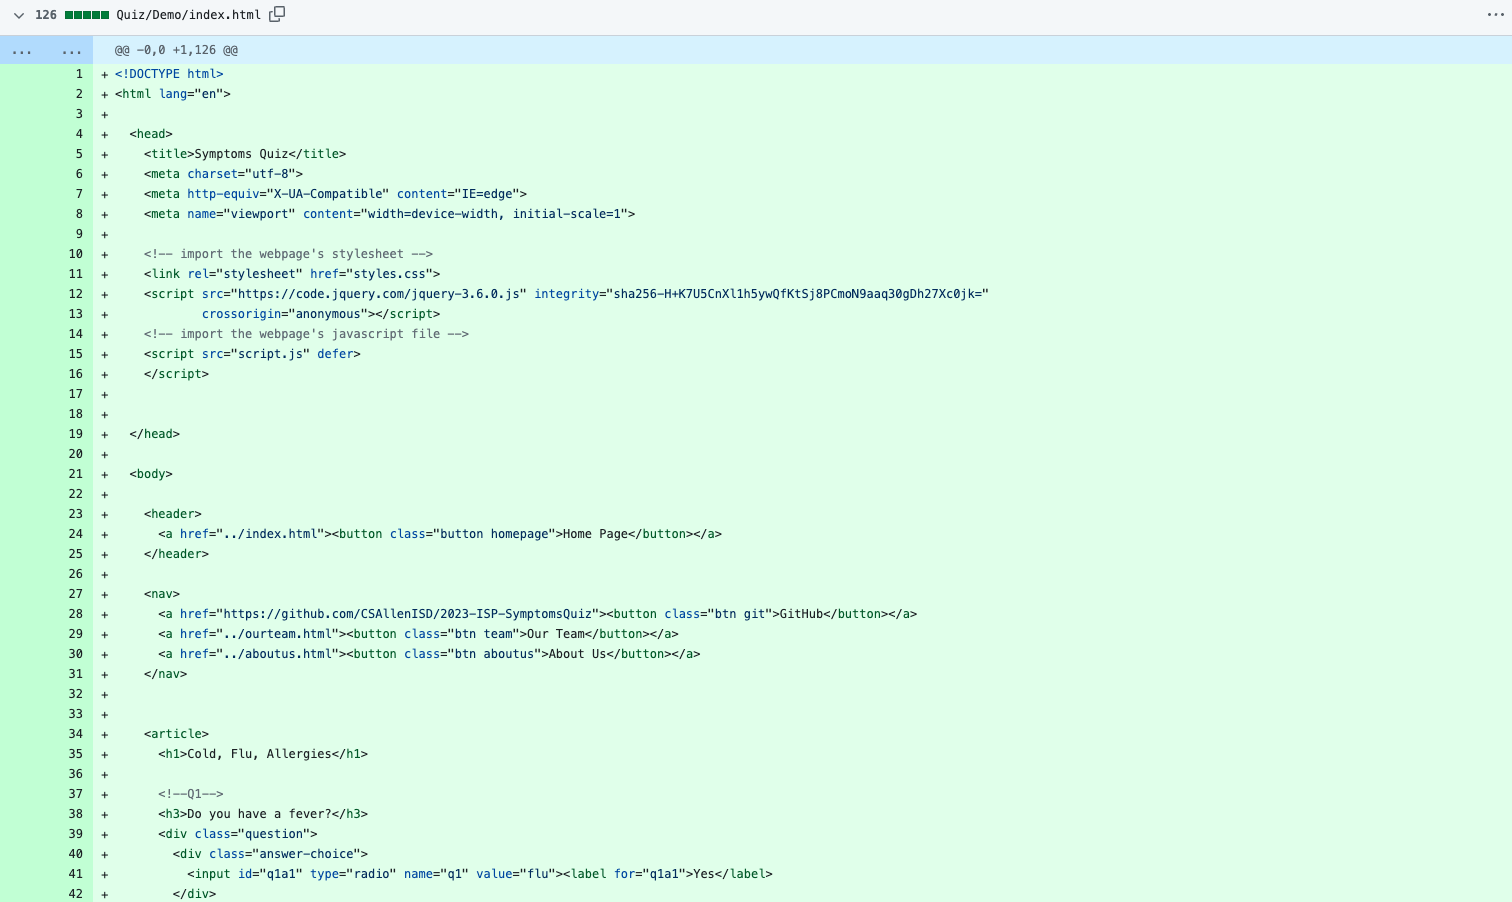 126 Quiz/Demo/index.html ...
... ... @@ -0,0 +1,126 @@
1 + <!DOCTYPE html>
2 + <html lang="en">
3 +
4 + <head>
5 + <title>Symptoms Quiz</title>
6 + <meta charset="utf-8">
7 + <meta http-equiv="X-UA-Compatible" content="IE=edge">
8 + <meta name="viewport" content="width=device-width, initial-scale=1">
9 +
10 + <!-- import the webpage's stylesheet -->
11 + <link rel="stylesheet" href="styles.css">
12 + <script src="https://code.jquery.com/jquery-3.6.0.js" integrity="sha256-H+K7U5CnXl1h5ywQfKtSj8PCmoN9aaq30gDh27Xc0jk="
13 + crossorigin="anonymous"></script>
14 + <!-- import the webpage's javascript file -->
15 + <script src="script.js" defer>
16 + </script>
17 +
18 +
19 + </head>
20 +
21 + <body>
22 +
23 + <header>
24 + <a href="../index.html"><button class="button homepage">Home Page</button></a>
25 + </header>
26 +
27 + <nav>
28 + <a href="https://github.com/CSAllenISD/2023-ISP-SymptomsQuiz"><button class="btn git">GitHub</button></a>
29 + <a href="../ourteam.html"><button class="btn team">Our Team</button></a>
30 + <a href="../aboutus.html"><button class="btn aboutus">About Us</button></a>
31 + </nav>
32 +
33 +
34 + <article>
35 + <h1>Cold, Flu, Allergies</h1>
36 +
37 + <!--Q1-->
38 + <h3>Do you have a fever?</h3>
39 + <div class="question">
40 + <div class="answer-choice">
41 + <input id="q1a1" type="radio" name="q1" value="flu"><label for="q1a1">Yes</label>
42 + </div>